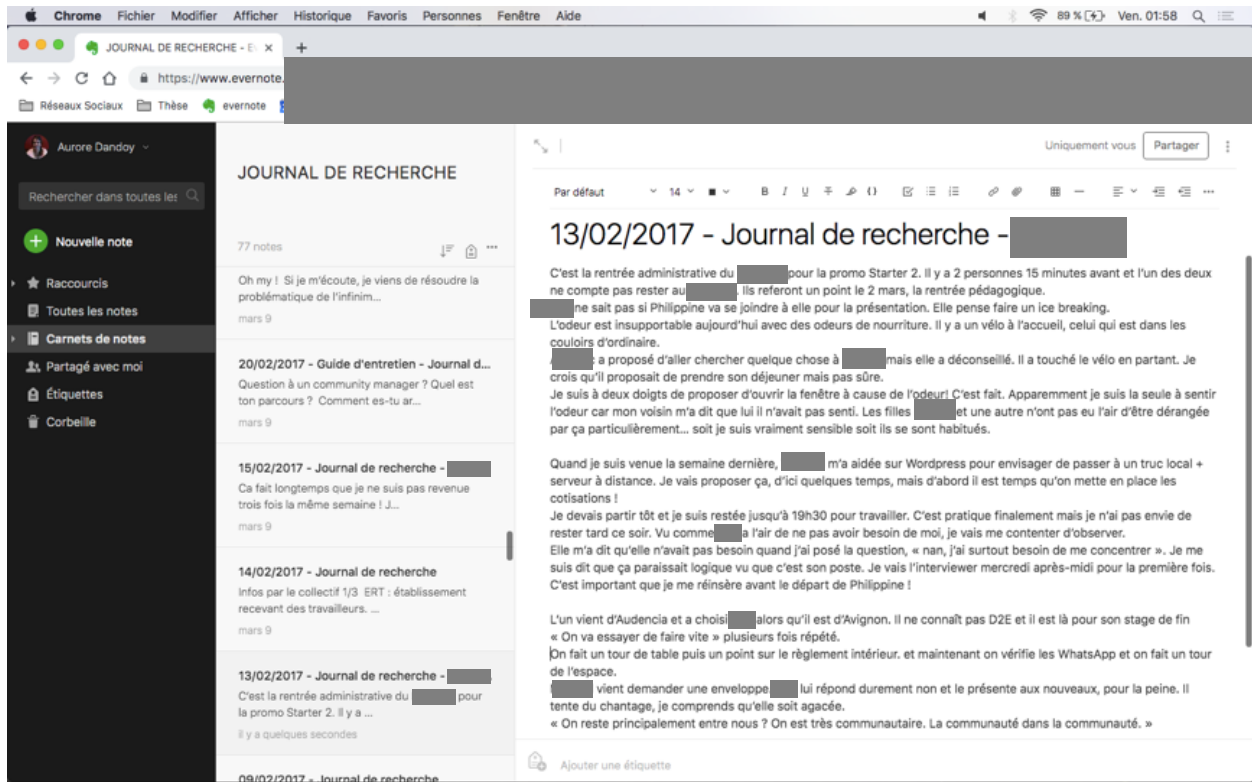 Chrome Fichier Modifier Afficher Historique Favoris Personnes Fenêtre Aide 89 % Ven. 01:58
JOURNAL DE RECHERCHE - E
https://www.evernote.
Réseaux Sociaux Thèse evernote
Aurore Dandoy
Rechercher dans toutes les
Nouvelle note
Raccourcis
Toutes les notes
Carnets de notes
Partagé avec moi
Étiquettes
Corbeille
JOURNAL DE RECHERCHE
77 notes
Oh my ! Si je m'écoute, je viens de résoudre la
problématique de l'infinim...
mars 9
20/02/2017 - Guide d'entretien - Journal d...
Question à un community manager ? Quel est
ton parcours ? Comment es-tu ar...
mars 9
15/02/2017 - Journal de recherche -
Ca fait longtemps que je ne suis pas revenue
trois fois la même semaine ! J...
mars 9
14/02/2017 - Journal de recherche
Infos par le collectif 1/3 ERT : établissement
recevant des travailleurs. ...
mars 9
13/02/2017 - Journal de recherche -
C'est la rentrée administrative du pour
la promo Starter 2. Il y a ...
il y a quelques secondes
09/02/2017 - Journal de recherche
Uniquement vous Partager
Par défaut 14 B I U
13/02/2017 - Journal de recherche -
C'est la rentrée administrative du pour la promo Starter 2. Il y a 2 personnes 15 minutes avant et l'un des deux
ne compte pas rester au . Ils referont un point le 2 mars, la rentrée pédagogique.
ne sait pas si Philippine va se joindre à elle pour la présentation. Elle pense faire un ice breaking.
L'odeur est insupportable aujourd'hui avec des odeurs de nourriture. Il y a un vélo à l'accueil, celui qui est dans les
couloirs d'ordinaire.
a proposé d'aller chercher quelque chose à mais elle a déconseillé. Il a touché le vélo en partant. Je
crois qu'il proposait de prendre son déjeuner mais pas sûre.
Je suis à deux doigts de proposer d'ouvrir la fenêtre à cause de l'odeur! C'est fait. Apparemment je suis la seule à sentir
l'odeur car mon voisin m'a dit que lui il n'avait pas senti. Les filles et une autre n'ont pas eu l'air d'être dérangée
par ça particulièrement... soit je suis vraiment sensible soit ils se sont habitués.
Quand je suis venue la semaine dernière, m'a aidée sur Wordpress pour envisager de passer à un truc local +
serveur à distance. Je vais proposer ça, d'ici quelques temps, mais d'abord il est temps qu'on mette en place les
cotisations !
Je devais partir tôt et je suis restée jusqu'à 19h30 pour travailler. C'est pratique finalement mais je n'ai pas envie de
rester tard ce soir. Vu comme a l'air de ne pas avoir besoin de moi, je vais me contenter d'observer.
Elle m'a dit qu'elle n'avait pas besoin quand j'ai posé la question, « nan, j'ai surtout besoin de me concentrer ». Je me
suis dit que ça paraissait logique vu que c'est son poste. Je vais l'interviewer mercredi après-midi pour la première fois.
C'est important que je me réinsère avant le départ de Philippine !
L'un vient d'Audencia et a choisi alors qu'il est d'Avignon. Il ne connaît pas D2E et il est là pour son stage de fin
« On va essayer de faire vite » plusieurs fois répété.
On fait un tour de table puis un point sur le règlement intérieur. et maintenant on vérifie les WhatsApp et on fait un tour
de l'espace.
vient demander une enveloppe. lui répond durement non et le présente aux nouveaux, pour la peine. Il
tente du chantage, je comprends qu'elle soit agacée.
« On reste principalement entre nous ? On est très communautaire. La communauté dans la communauté. »
Ajouter une étiquette